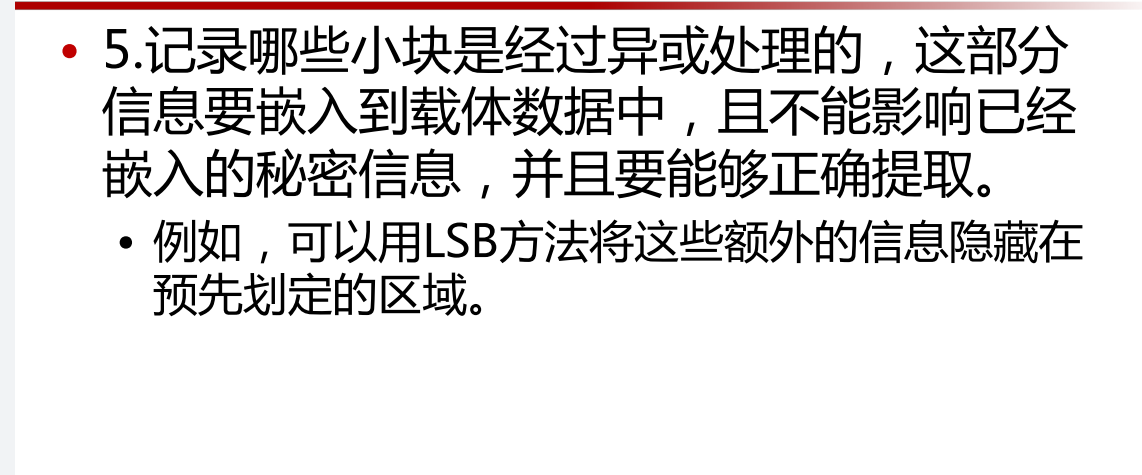 • 5.记录哪些小块是经过异或处理的，这部分
信息要嵌入到载体数据中，且不能影响已经
嵌入的秘密信息，并且要能够正确提取。
• 例如，可以用LSB方法将这些额外的信息隐藏在
预先划定的区域。